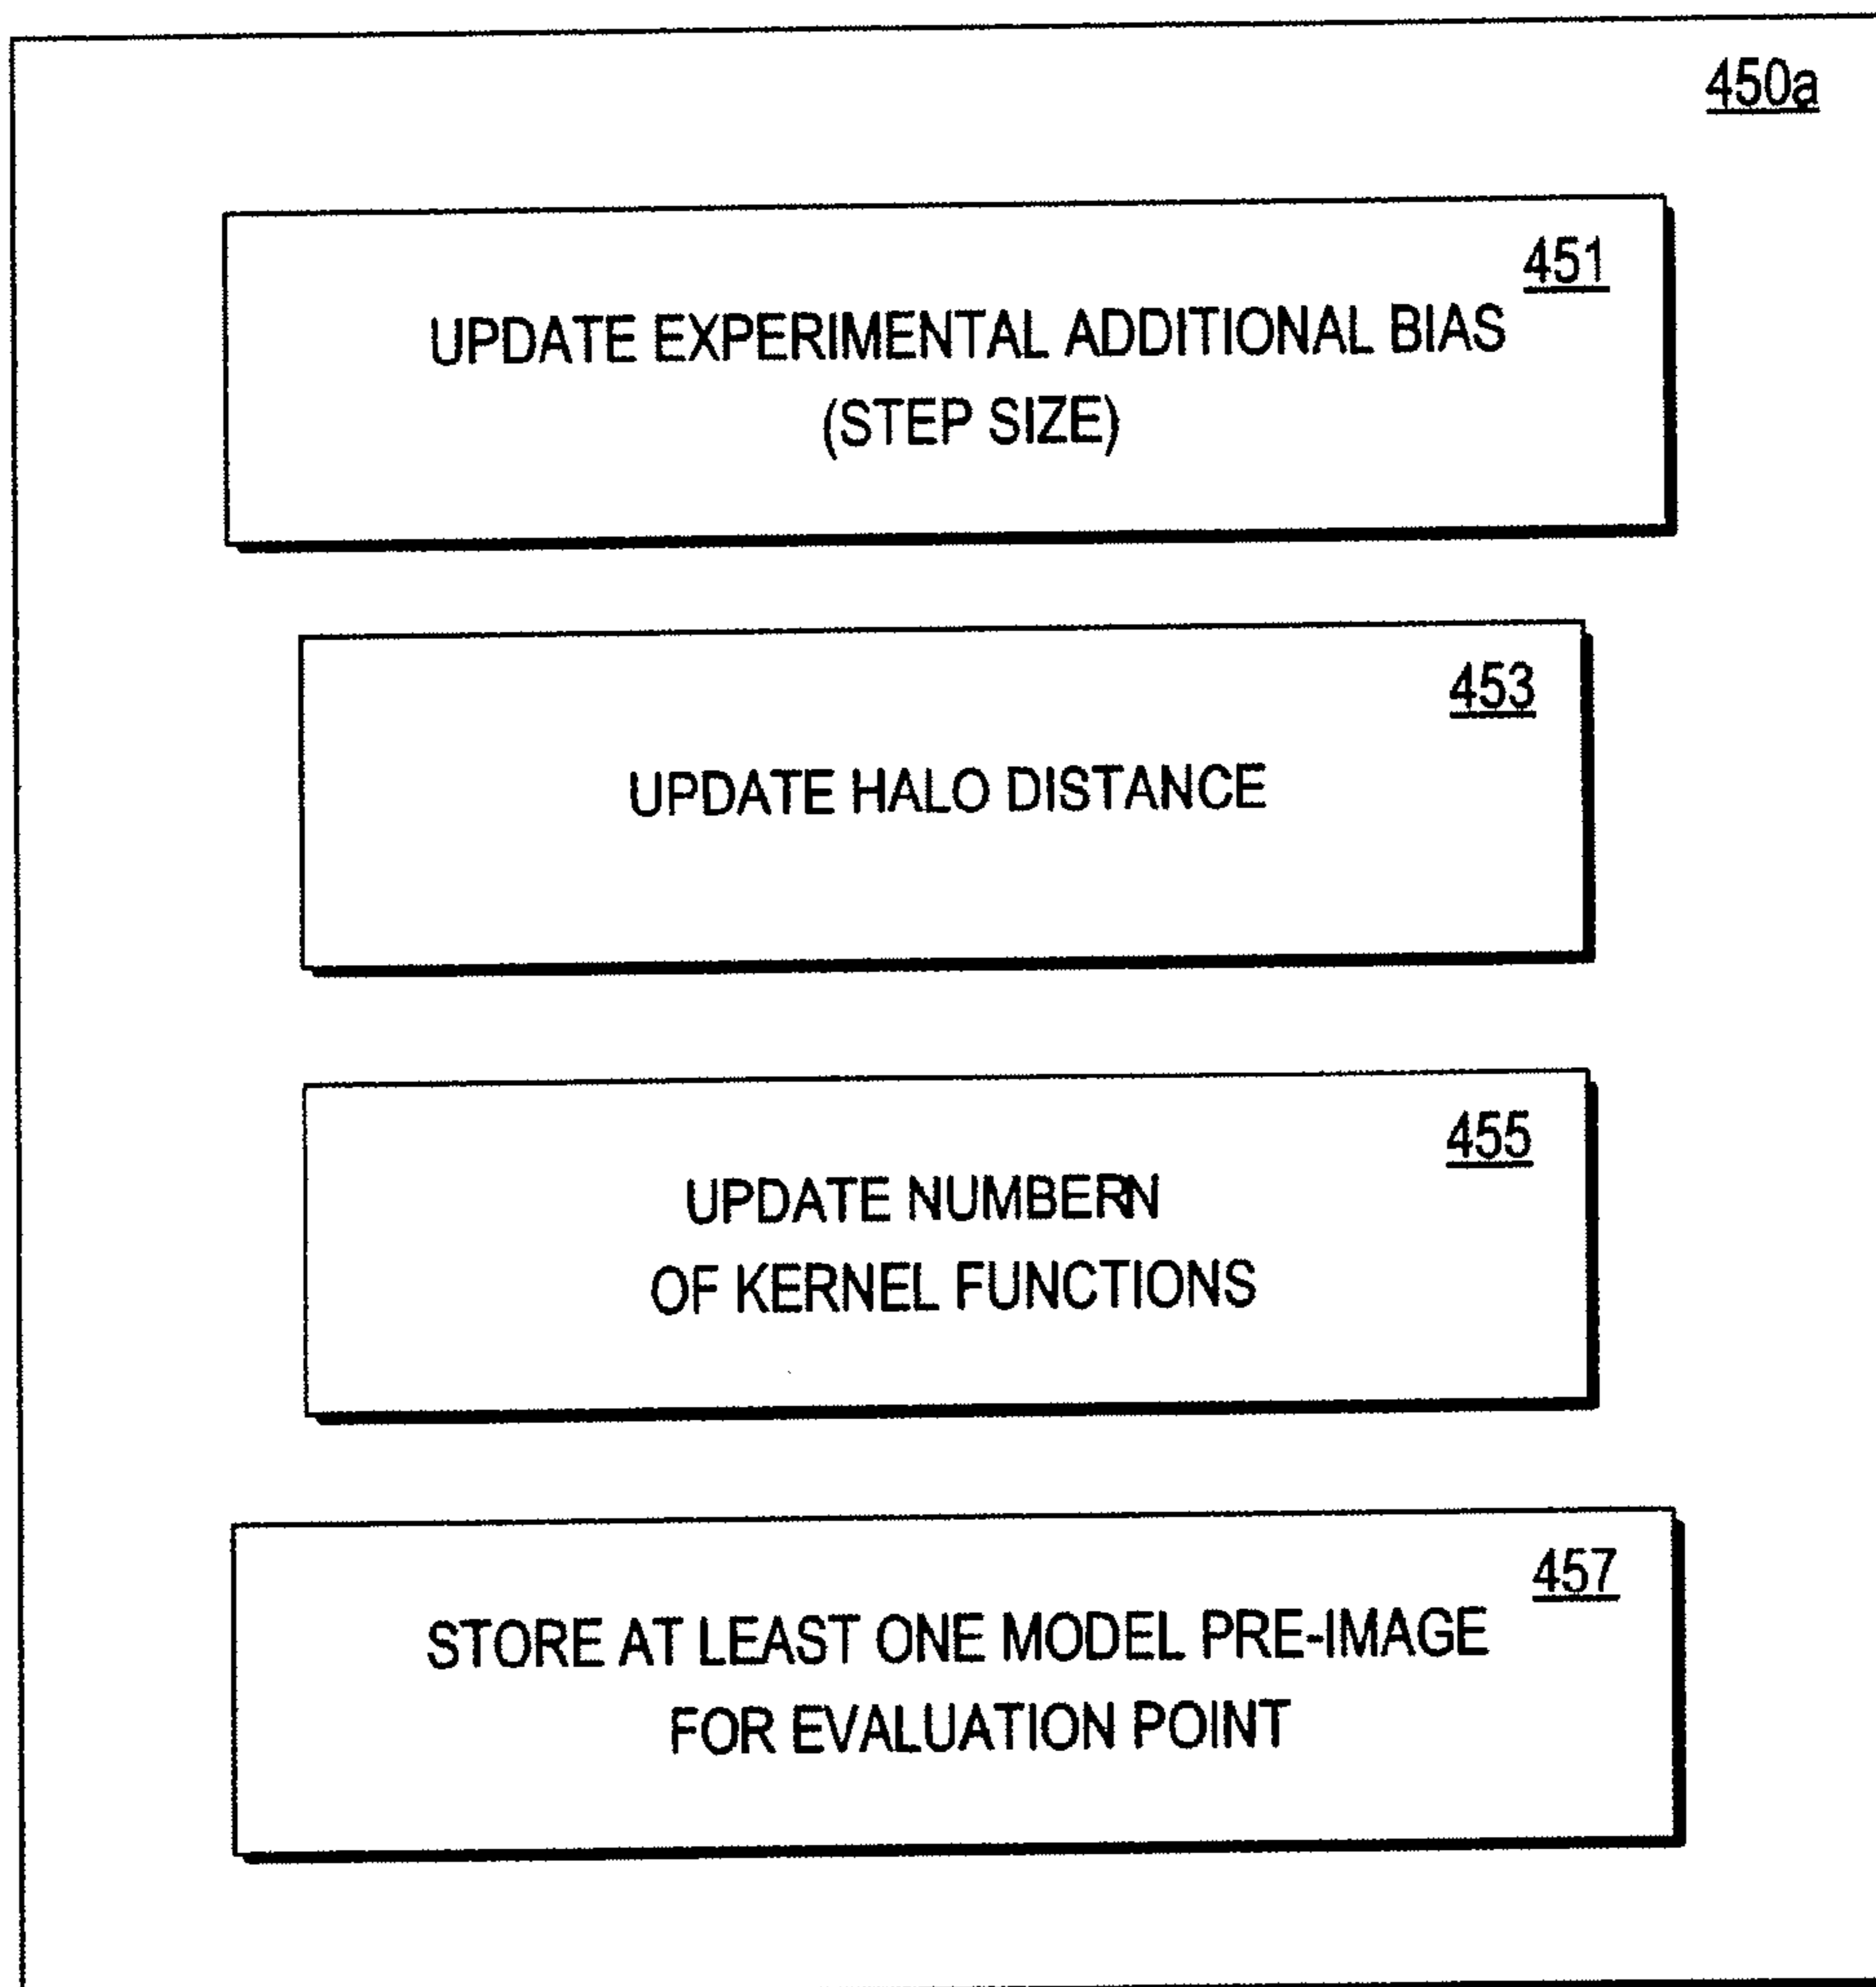 450a
451
UPDATE EXPERIMENTAL ADDITIONAL BIAS
(STEP SIZE)
453
UPDATE HALO DISTANCE
455
UPDATE NUMBERN
OF KERNEL FUNCTIONS
457
STORE AT LEAST ONE MODEL PRE-IMAGE
FOR EVALUATION POINT